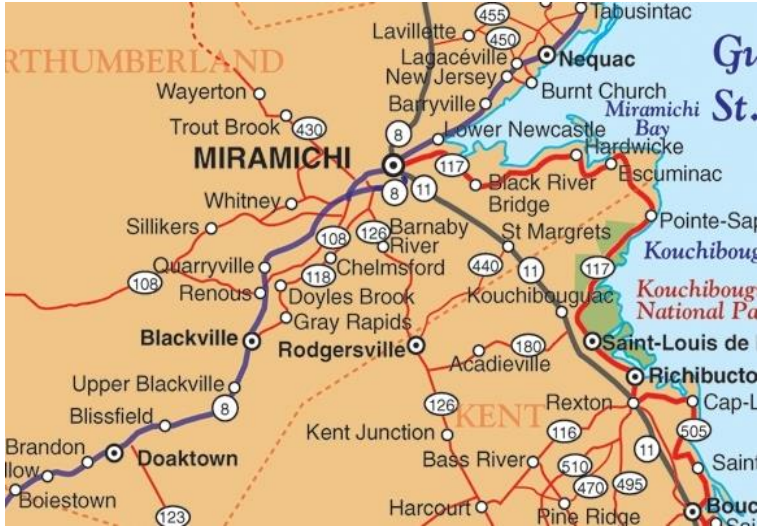 455
Tabusintac
Lavillette
450
Lagacéville
Nequac
Gu
RTHUMBERLAND
New Jersey
Wayerton
Burnt Church
Barryville
Miramichi
Bay
St.
Trout Brook
430
8
Lower Newcastle
Hardwicke
MIRAMICHI
117
Escuminac
8
11
Black River
Bridge
Whitney
Sillikers
126
Barnaby
River
St Margrets
Pointe-Sap
108
Kouchiboug
Quarryville
118
Chelmsford
440
11
117
108
Renous
Doyles Brook
Kouchibouguac
Kouchiboug
National Pa
Gray Rapids
Blackville
Rodgersville
180
Saint-Louis de
Acadieville
Upper Blackville
Richibucto
8
126
KENT
Rexton
Cap-L
Blissfield
Kent Junction
116
505
Brandon
11
Doaktown
Bass River
510
Saint
llow
470
495
Boiestown
123
Harcourt
Pine Ridge
Bouc